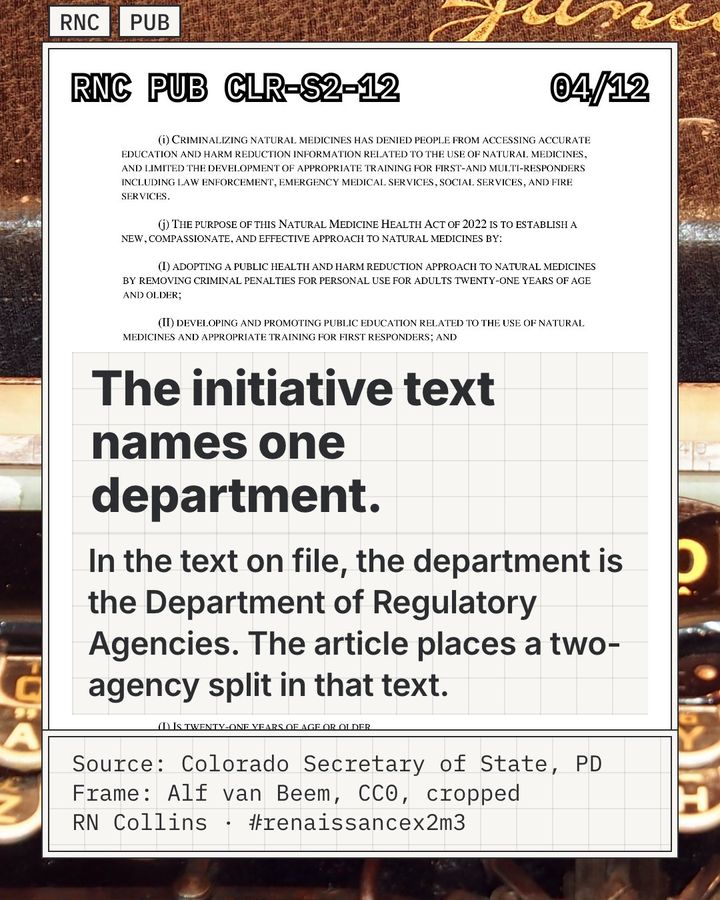 RNC PUB
RNC PUB CLR-S2-12 04/12
(i) CRIMINALIZING NATURAL MEDICINES HAS DENIED PEOPLE FROM ACCESSING ACCURATE
EDUCATION AND HARM REDUCTION INFORMATION RELATED TO THE USE OF NATURAL MEDICINES,
AND LIMITED THE DEVELOPMENT OF APPROPRIATE TRAINING FOR FIRST-AND MULTI-RESPONDERS
INCLUDING LAW ENFORCEMENT, EMERGENCY MEDICAL SERVICES, SOCIAL SERVICES, AND FIRE
SERVICES.
(j) THE PURPOSE OF THIS NATURAL MEDICINE HEALTH ACT OF 2022 IS TO ESTABLISH A
NEW, COMPASSIONATE, AND EFFECTIVE APPROACH TO NATURAL MEDICINES BY:
(I) ADOPTING A PUBLIC HEALTH AND HARM REDUCTION APPROACH TO NATURAL MEDICINES
BY REMOVING CRIMINAL PENALTIES FOR PERSONAL USE FOR ADULTS TWENTY-ONE YEARS OF AGE
AND OLDER;
(II) DEVELOPING AND PROMOTING PUBLIC EDUCATION RELATED TO THE USE OF NATURAL
MEDICINES AND APPROPRIATE TRAINING FOR FIRST RESPONDERS; AND
The initiative text
names one
department.
In the text on file, the department is
the Department of Regulatory
Agencies. The article places a two-
agency split in that text.
(I) IS TWENTY-ONE YEARS OF AGE OR OLDER
Source: Colorado Secretary of State, PD
Frame: Alf van Beem, CC0, cropped
RN Collins · #renaissancex2m3